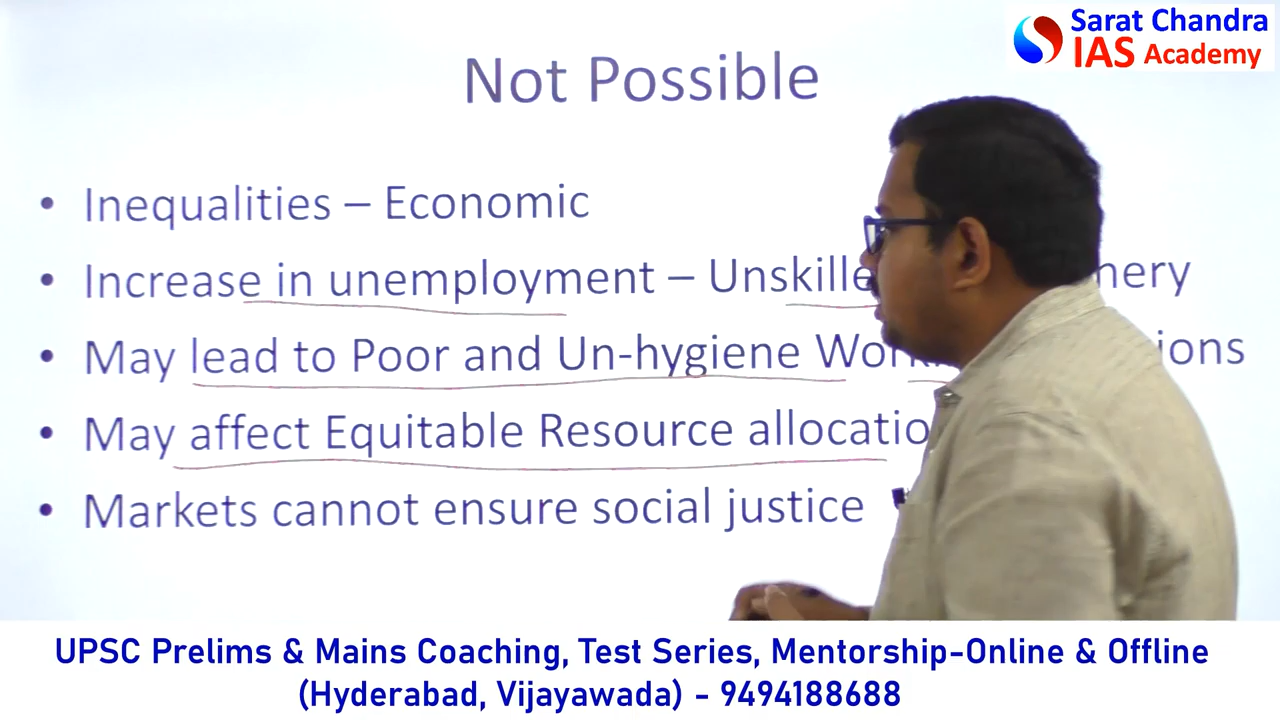 Sarat Chandra
IAS Academy
Not Possible
• Inequalities – Economic
• Increase in unemployment – Unskille nery
• May lead to Poor and Un-hygiene Wor ions
• May affect Equitable Resource allocatio
• Markets cannot ensure social justice
UPSC Prelims & Mains Coaching, Test Series, Mentorship-Online & Offline
(Hyderabad, Vijayawada) - 9494188688